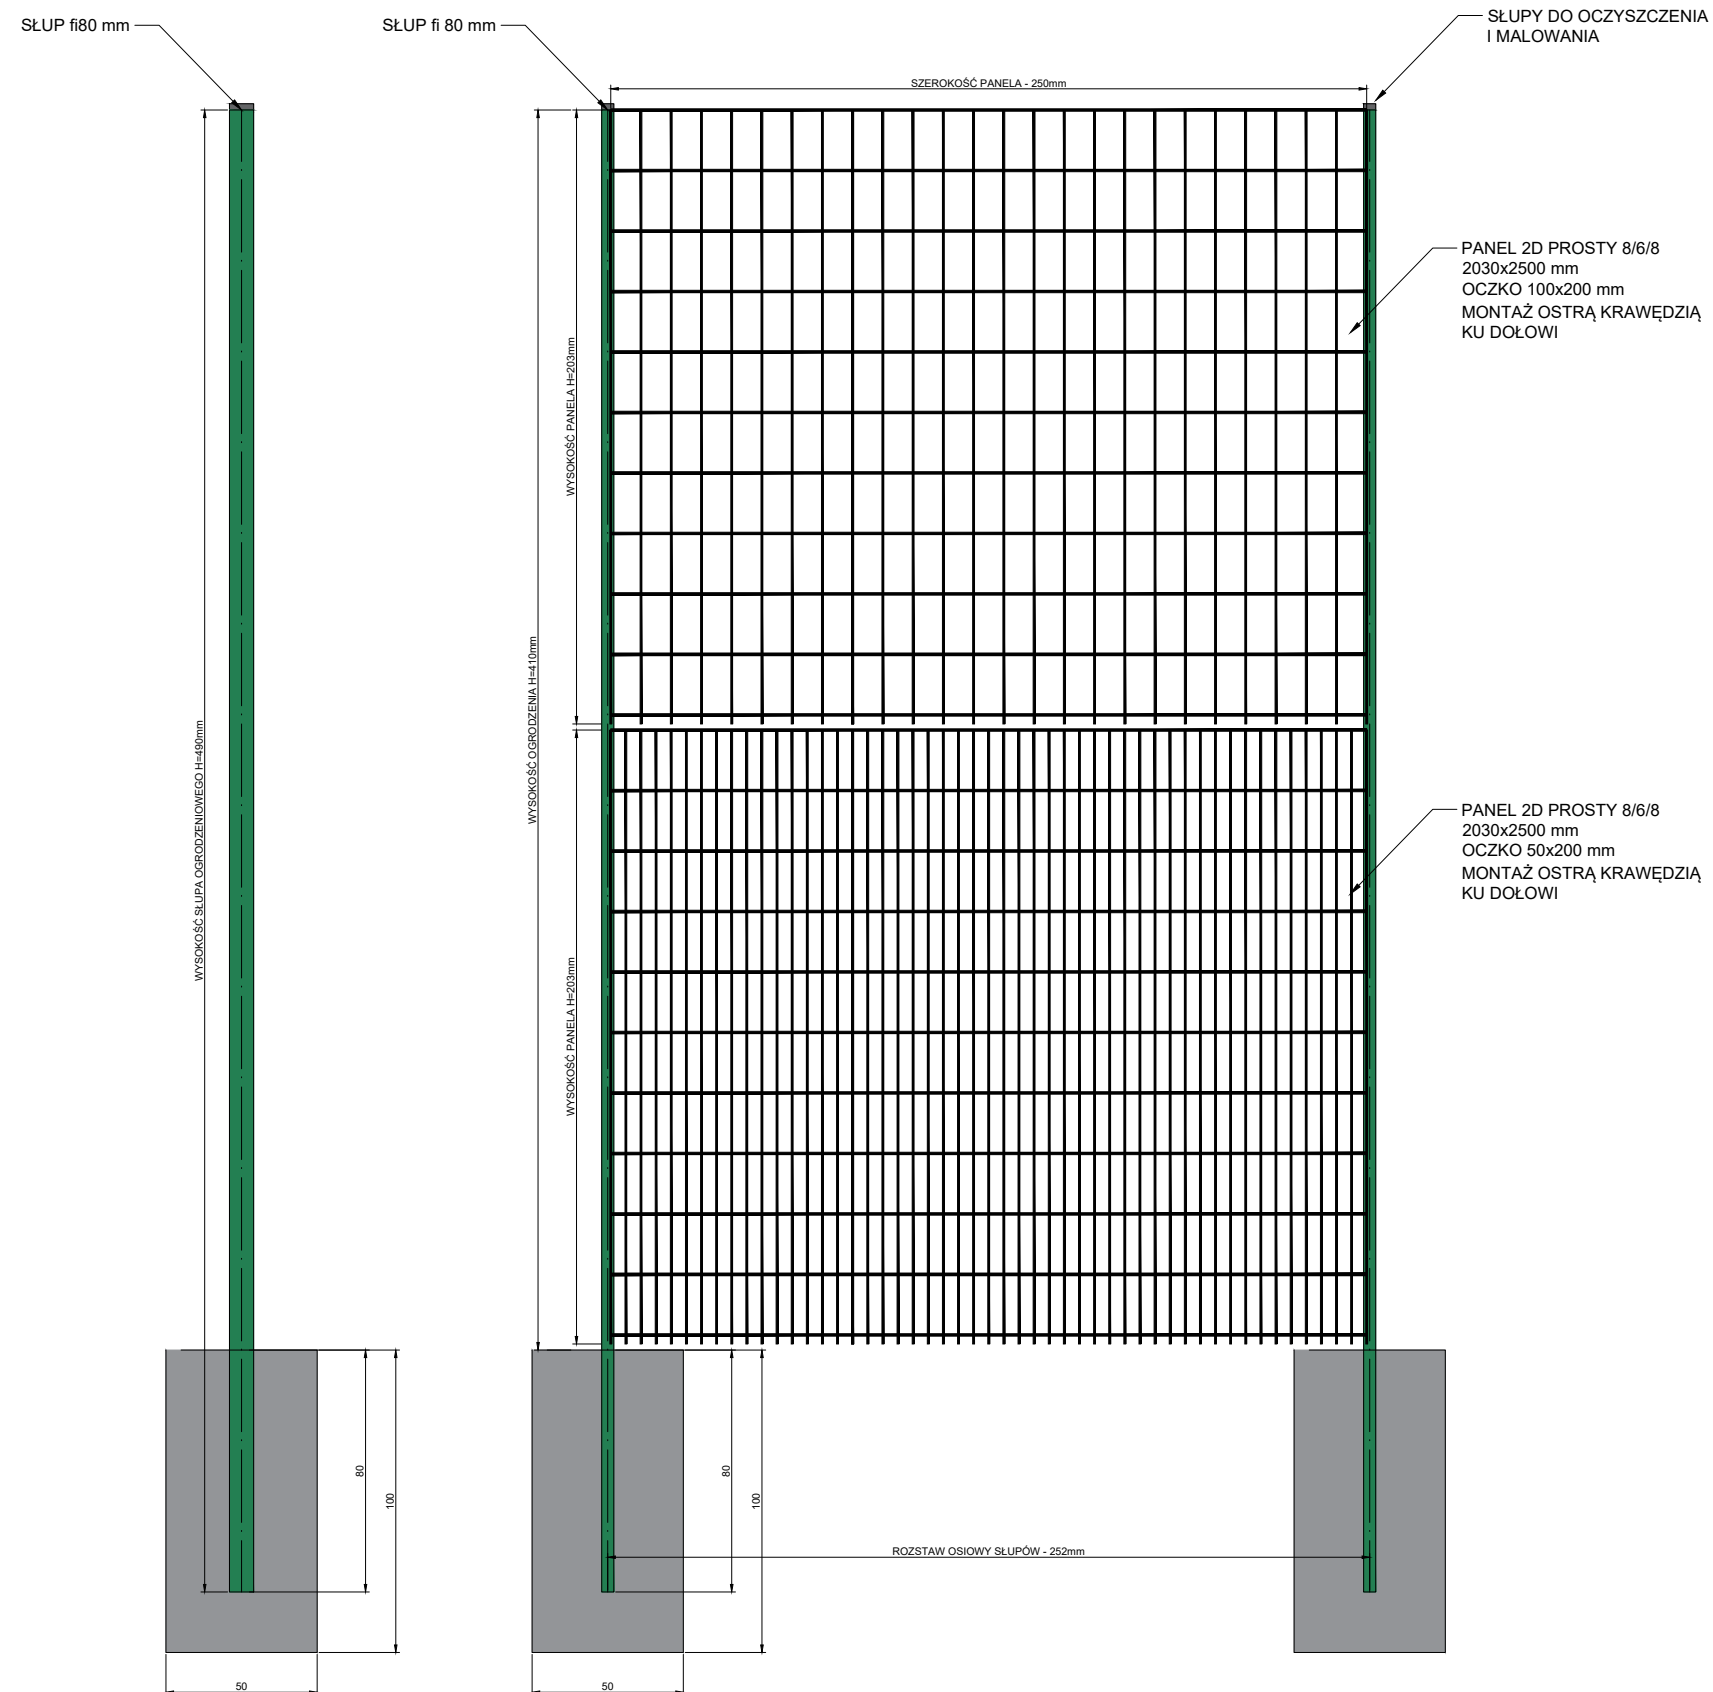 SŁUP fi80 mm
SŁUP fi 80 mm
SŁUPY DO OCZYSZCZENIA
I MALOWANIA
SZEROKOŚĆ PANELA - 250mm
PANEL 2D PROSTY 8/6/8
2030x2500 mm
OCZKO 100x200 mm
MONTAŻ OSTRĄ KRAWĘDZIĄ
KU DOŁOWI
WYSOKOŚĆ PANELA H=203mm
WYSOKOŚĆ OGRODZENIA H=410mm
WYSOKOŚĆ SŁUPA OGRODZENIOWEGO H=490mm
PANEL 2D PROSTY 8/6/8
2030x2500 mm
OCZKO 50x200 mm
MONTAŻ OSTRĄ KRAWĘDZIĄ
KU DOŁOWI
WYSOKOŚĆ PANELA H=203mm
80
100
80
100
ROZSTAW OSIOWY SŁUPÓW - 252mm
50
50